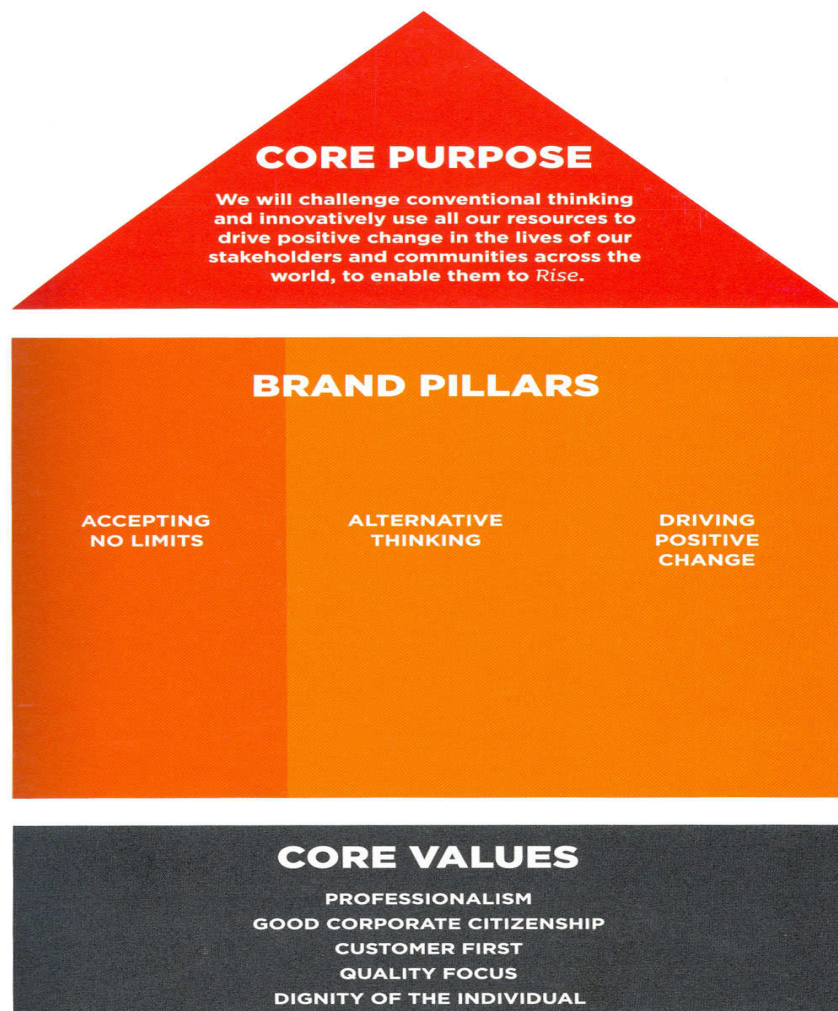 CORE PURPOSE
We will challenge conventional thinking
and innovatively use all our resources to
drive positive change in the lives of our
stakeholders and communities across the
world, to enable them to Rise.
BRAND PILLARS
ACCEPTING
NO LIMITS
ALTERNATIVE
THINKING
DRIVING
POSITIVE
CHANGE
CORE VALUES
PROFESSIONALISM
GOOD CORPORATE CITIZENSHIP
CUSTOMER FIRST
QUALITY FOCUS
DIGNITY OF THE INDIVIDUAL